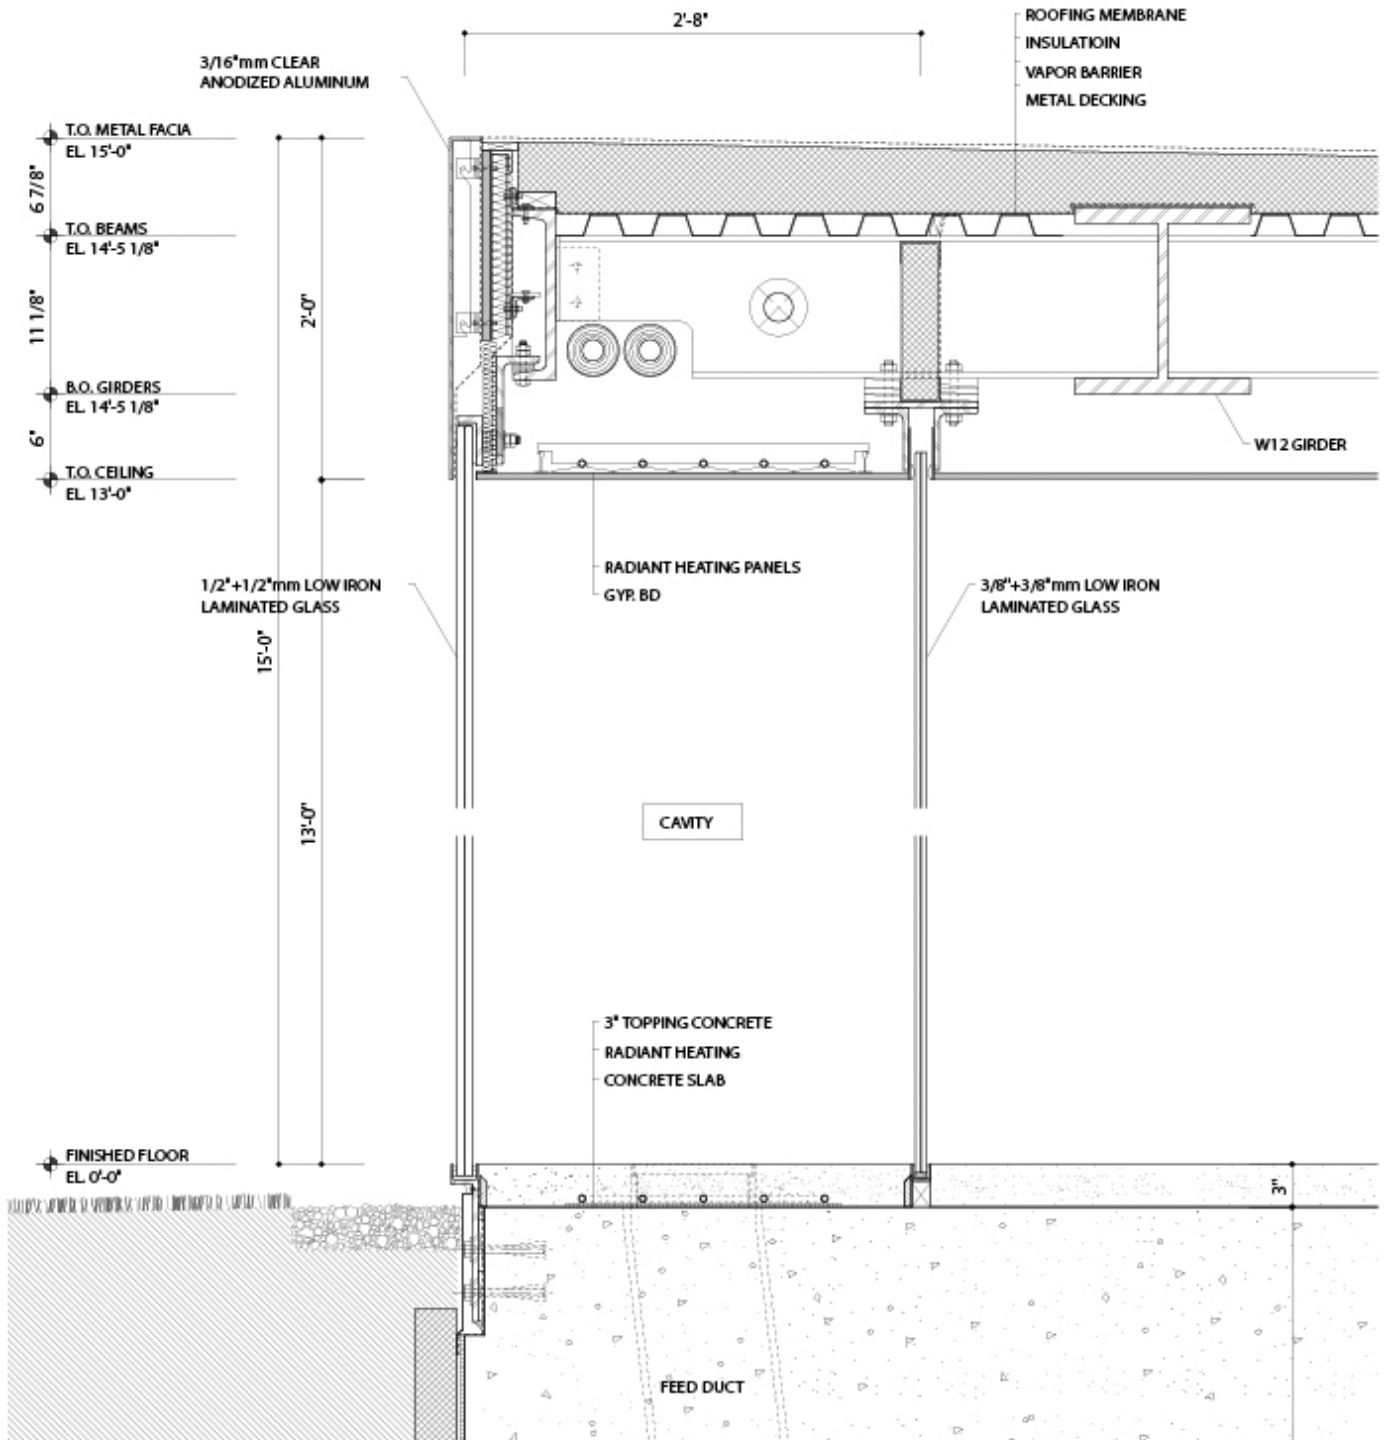 2'-8"
ROOFING MEMBRANE
INSULATIOIN
VAPOR BARRIER
METAL DECKING
3/16"mm CLEAR
ANODIZED ALUMINUM
T.O. METAL FACIA
EL. 15'-0"
6 7/8"
T.O. BEAMS
EL. 14'-5 1/8"
11 1/8"
2'-0"
B.O. GIRDERS
EL. 14'-5 1/8"
6"
T.O. CEILING
EL. 13'-0"
W12 GIRDER
RADIANT HEATING PANELS
GYP. BD
1/2"+1/2"mm LOW IRON
LAMINATED GLASS
3/8"+3/8"mm LOW IRON
LAMINATED GLASS
15'-0"
13'-0"
CAVITY
3" TOPPING CONCRETE
RADIANT HEATING
CONCRETE SLAB
FINISHED FLOOR
EL. 0'-0"
3"
FEED DUCT